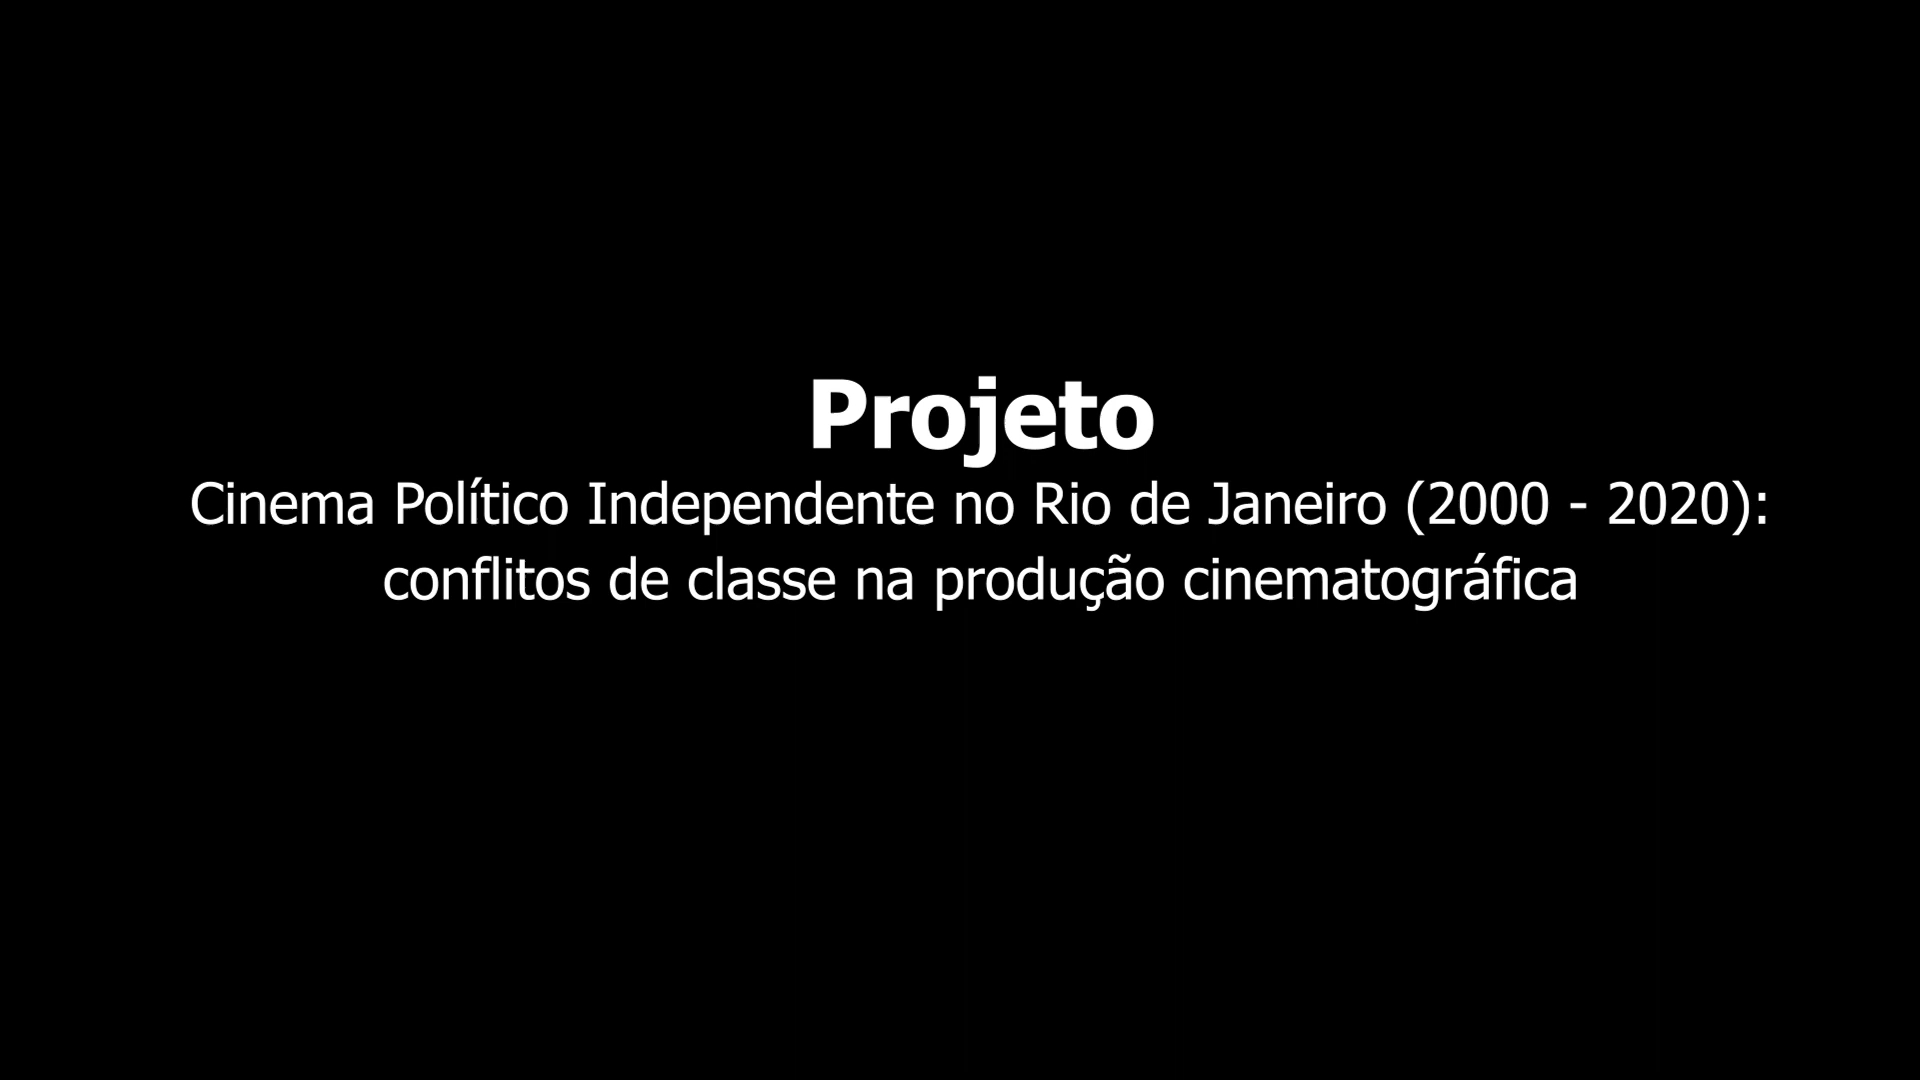 Projeto
Cinema Político Independente no Rio de Janeiro (2000 - 2020):
conflitos de classe na produção cinematográfica